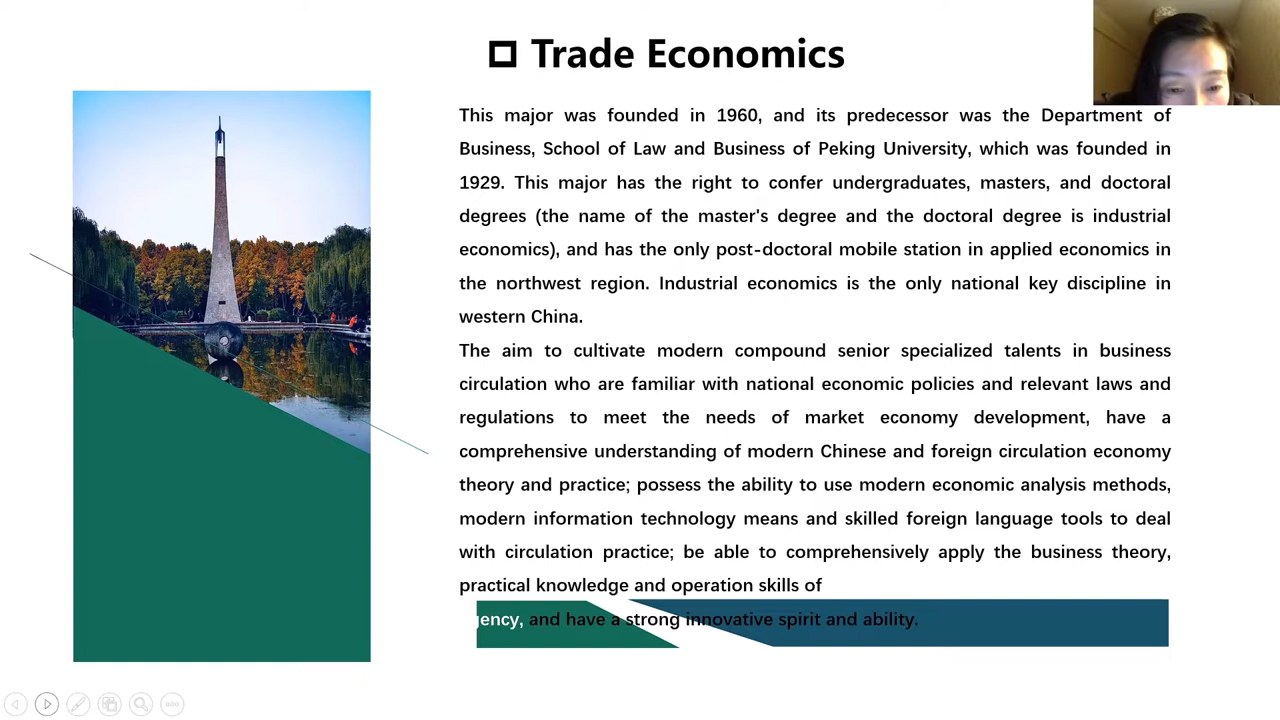 Trade Economics
This major was founded in 1960, and its predecessor was the Department of
Business, School of Law and Business of Peking University, which was founded in
1929. This major has the right to confer undergraduates, masters, and doctoral
degrees (the name of the master's degree and the doctoral degree is industrial
economics), and has the only post-doctoral mobile station in applied economics in
the northwest region. Industrial economics is the only national key discipline in
western China.
The aim to cultivate modern compound senior specialized talents in business
circulation who are familiar with national economic policies and relevant laws and
regulations to meet the needs of market economy development, have a
comprehensive understanding of modern Chinese and foreign circulation economy
theory and practice; possess the ability to use modern economic analysis methods,
modern information technology means and skilled foreign language tools to deal
with circulation practice; be able to comprehensively apply the business theory,
practical knowledge and operation skills of
and have a strong innovative spirit and ability.